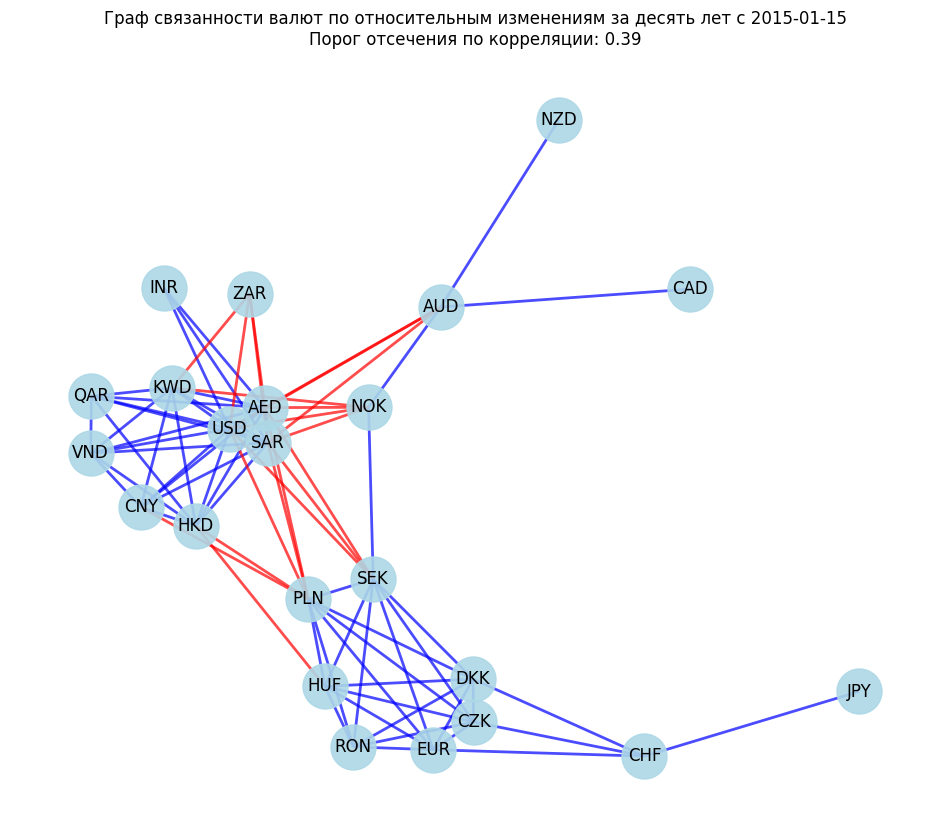 Граф связанности валют по относительным изменениям за десять лет с 2015-01-15
Порог отсечения по корреляции: 0.39
NZD
INR
ZAR
CAD
AUD
KWD
QAR
AED
NOK
USD
SAR
VND
CNY
HKD
SEK
PLN
DKK
HUF
JPY
CZK
RON
EUR
CHF